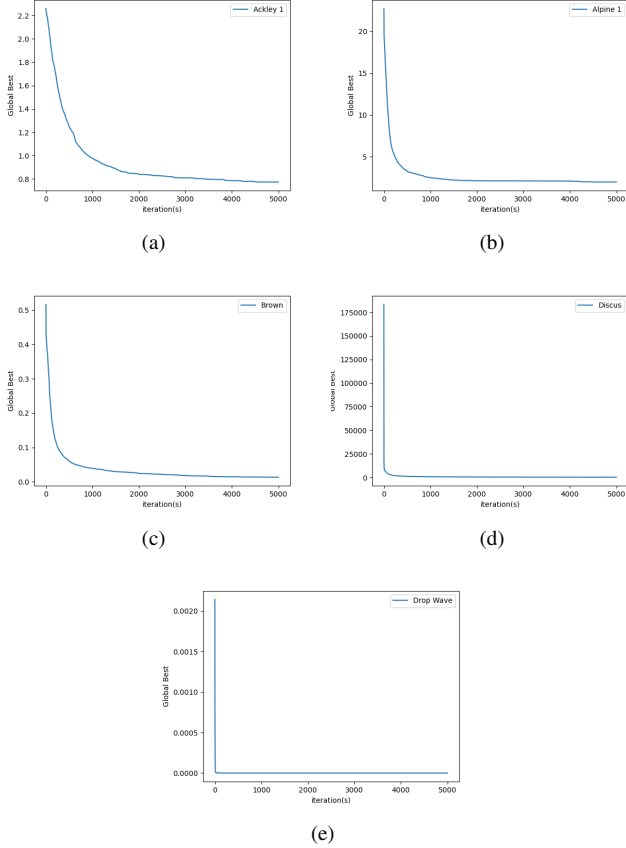 Ackley 1
2.2
2.0
1.8
1.6
1.4
1.2
1.0
0.8
Global Best
0 1000 2000 3000 4000 5000
iteration(s)
(a)
Alpine 1
20
15
10
5
Global Best
0 1000 2000 3000 4000 5000
iteration(s)
(b)
Brown
0.5
0.4
0.3
0.2
0.1
0.0
Global Best
0 1000 2000 3000 4000 5000
iteration(s)
(c)
Discus
175000
150000
125000
100000
75000
50000
25000
0
Global Best
0 1000 2000 3000 4000 5000
iteration(s)
(d)
Drop Wave
0.0020
0.0015
0.0010
0.0005
0.0000
Global Best
0 1000 2000 3000 4000 5000
iteration(s)
(e)